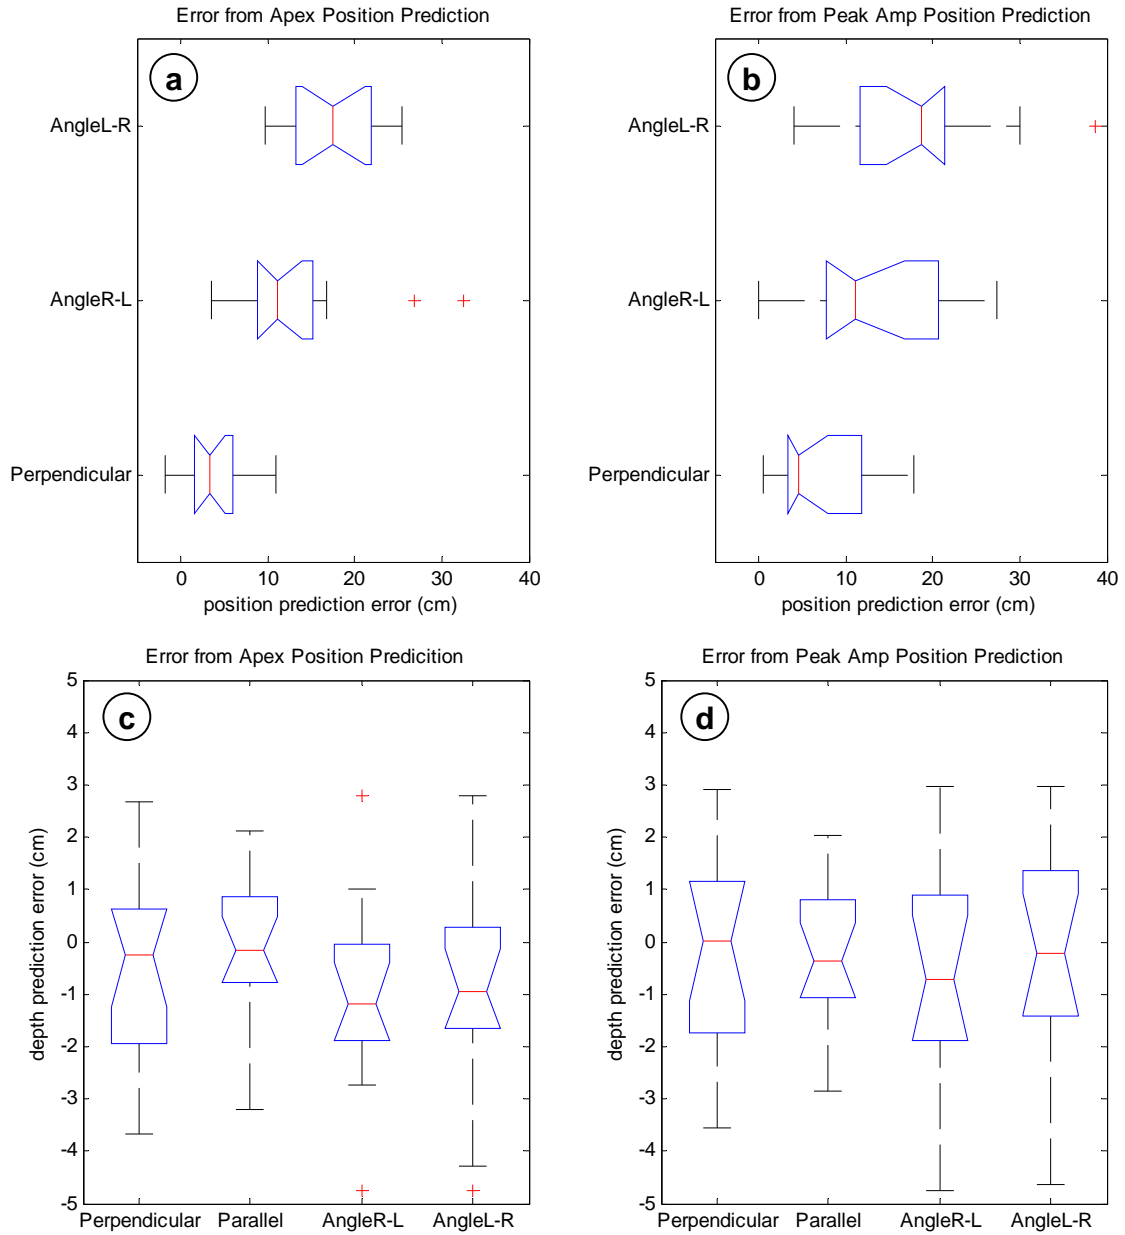 Error from Apex Position Prediction
a
AngleL-R
AngleR-L
Perpendicular
0 10 20 30 40
position prediction error (cm)
Error from Peak Amp Position Prediction
b
AngleL-R
AngleR-L
Perpendicular
0 10 20 30 40
position prediction error (cm)
Error from Apex Position Predicition
c
5
4
3
2
1
0
-1
-2
-3
-4
-5
depth prediction error (cm)
Perpendicular Parallel AngleR-L AngleL-R
Error from Peak Amp Position Prediction
d
5
4
3
2
1
0
-1
-2
-3
-4
-5
depth prediction error (cm)
Perpendicular Parallel AngleR-L AngleL-R